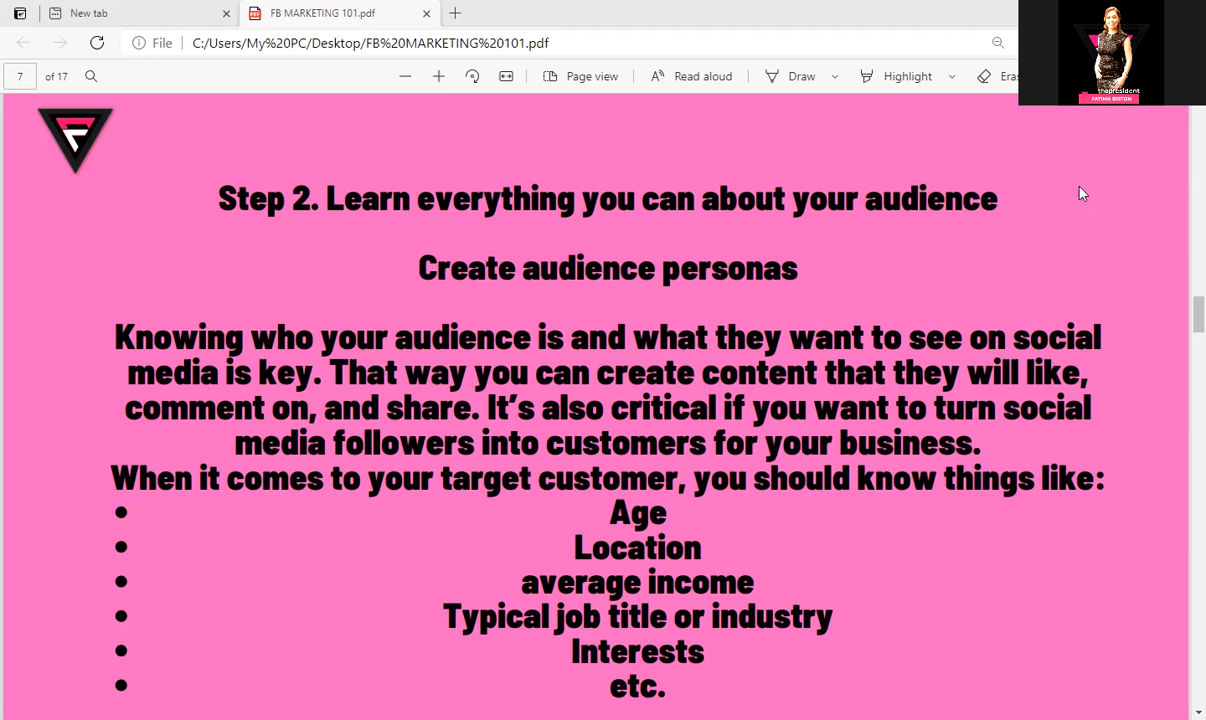 New tab
FB MARKETING 101.pdf
File
C:/Users/My%20PC/Desktop/FB%20MARKETING%20101.pdf
7 of 17
Page view
Read aloud
Draw
Highlight
thepresident
FATIMA BISTON
F
Step 2. Learn everything you can about your audience
Create audience personas
Knowing who your audience is and what they want to see on social
media is key. That way you can create content that they will like,
comment on, and share. It’s also critical if you want to turn social
media followers into customers for your business.
When it comes to your target customer, you should know things like:
• Age
• Location
• average income
• Typical job title or industry
• Interests
• etc.